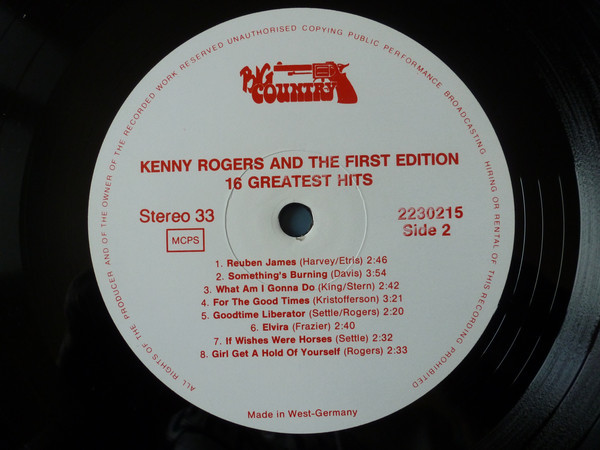 ALL RIGHTS OF THE PRODUCER AND OF THE OWNER OF THE RECORDED WORK RESERVED UNAUTHORISED COPYING PUBLIC PERFORMANCE BROADCASTING HIRING OR RENTAL OF THIS RECORDING PROHIBITED
BIG
COUNTRY
KENNY ROGERS AND THE FIRST EDITION
16 GREATEST HITS
Stereo 33
2230215
MCPS
Side 2
1. Reuben James (Harvey/Etris) 2:46
2. Something's Burning (Davis) 3:54
3. What Am I Gonna Do (King/Stern) 2:42
4. For The Good Times (Kristofferson) 3:21
5. Goodtime Liberator (Settle/Rogers) 2:20
6. Elvira (Frazier) 2:40
7. If Wishes Were Horses (Settle) 2:32
8. Girl Get A Hold Of Yourself (Rogers) 2:33
Made in West-Germany